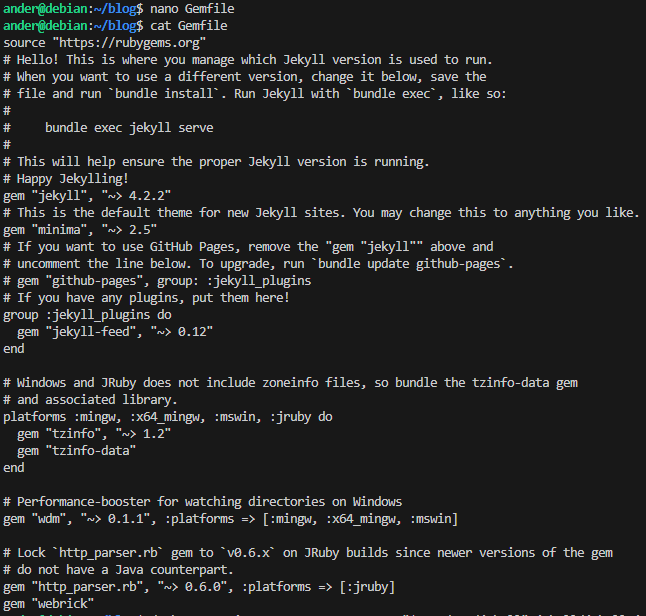 ander@debian:~/blog$ nano Gemfile
ander@debian:~/blog$ cat Gemfile
source "https://rubygems.org"
# Hello! This is where you manage which Jekyll version is used to run.
# When you want to use a different version, change it below, save the
# file and run `bundle install`. Run Jekyll with `bundle exec`, like so:
#
#     bundle exec jekyll serve
#
# This will help ensure the proper Jekyll version is running.
# Happy Jekylling!
gem "jekyll", "~> 4.2.2"
# This is the default theme for new Jekyll sites. You may change this to anything you like.
gem "minima", "~> 2.5"
# If you want to use GitHub Pages, remove the "gem "jekyll"" above and
# uncomment the line below. To upgrade, run `bundle update github-pages`.
# gem "github-pages", group: :jekyll_plugins
# If you have any plugins, put them here!
group :jekyll_plugins do
  gem "jekyll-feed", "~> 0.12"
end

# Windows and JRuby does not include zoneinfo files, so bundle the tzinfo-data gem
# and associated library.
platforms :mingw, :x64_mingw, :mswin, :jruby do
  gem "tzinfo", "~> 1.2"
  gem "tzinfo-data"
end

# Performance-booster for watching directories on Windows
gem "wdm", "~> 0.1.1", :platforms => [:mingw, :x64_mingw, :mswin]

# Lock `http_parser.rb` gem to `v0.6.x` on JRuby builds since newer versions of the gem
# do not have a Java counterpart.
gem "http_parser.rb", "~> 0.6.0", :platforms => [:jruby]
gem "webrick"